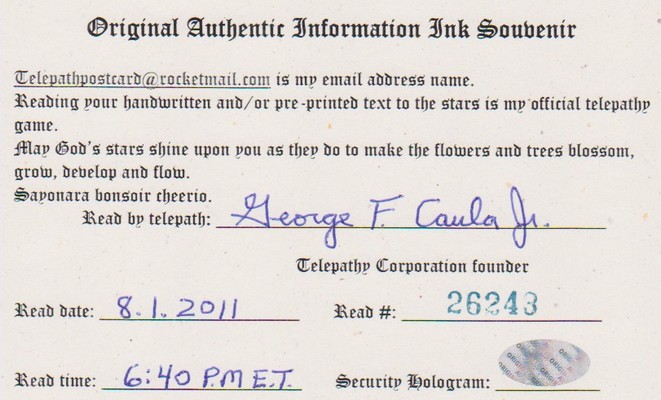 Original Authentic Information Ink Souvenir
Telepathpostcard@rocketmail.com is my email address name.
Reading your handwritten and/or pre-printed text to the stars is my official telepathy
game.
May God's stars shine upon you as they do to make the flowers and trees blossom,
grow, develop and flow.
Sayonara bonsoir cheerio.
Read by telepath: George F. Caula Jr.
Telepathy Corporation founder
Read date: 8.1.2011 Read #: 26243
Read time: 6:40 P.M E.T. Security Hologram: